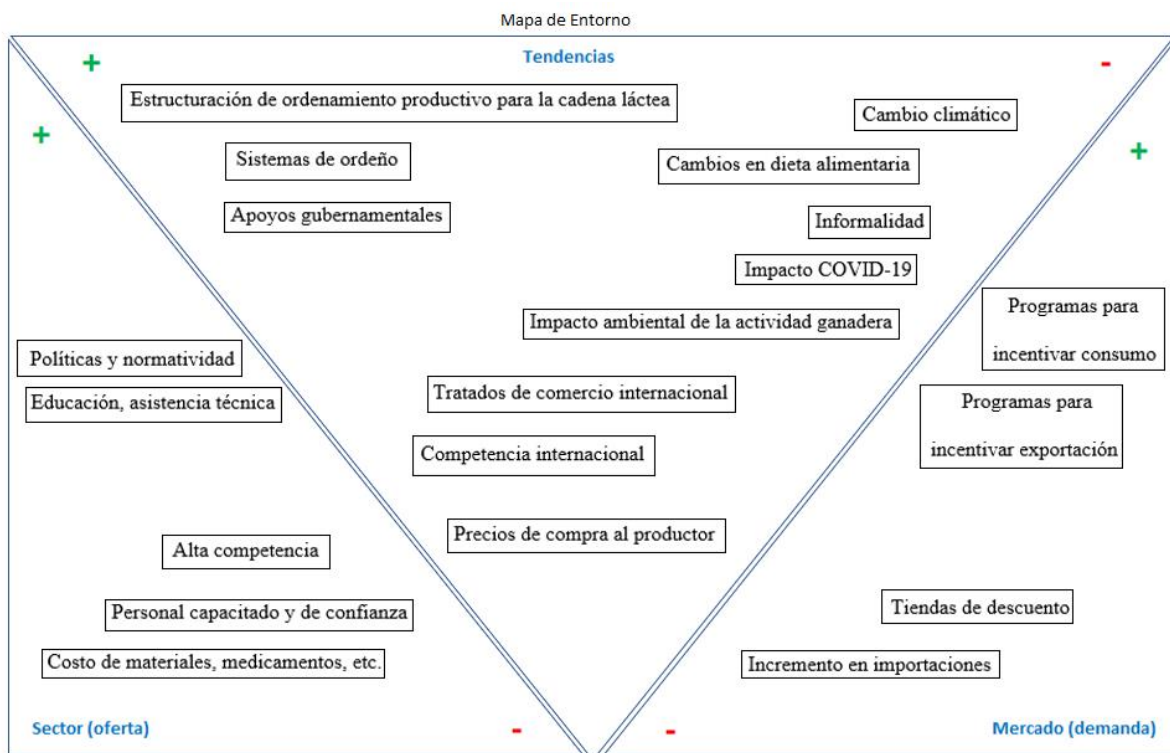 Mapa de Entorno
Tendencias
+
-
Estructuración de ordenamiento productivo para la cadena láctea
Cambio climático
+
+
Sistemas de ordeño
Cambios en dieta alimentaria
Apoyos gubernamentales
Informalidad
Impacto COVID-19
Impacto ambiental de la actividad ganadera
Programas para
incentivar consumo
Políticas y normatividad
Educación, asistencia técnica
Tratados de comercio internacional
Programas para
incentivar exportación
Competencia internacional
Precios de compra al productor
Alta competencia
Personal capacitado y de confianza
Tiendas de descuento
Costo de materiales, medicamentos, etc.
Incremento en importaciones
Sector (oferta)
-
-
Mercado (demanda)